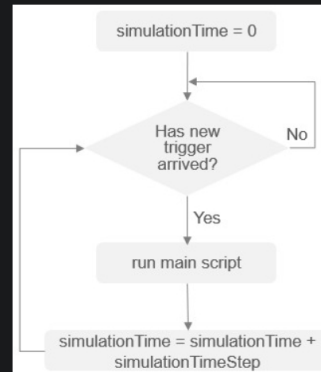 simulationTime = 0
Has new
trigger
arrived?
No
Yes
run main script
simulationTime = simulationTime +
simulationTimeStep